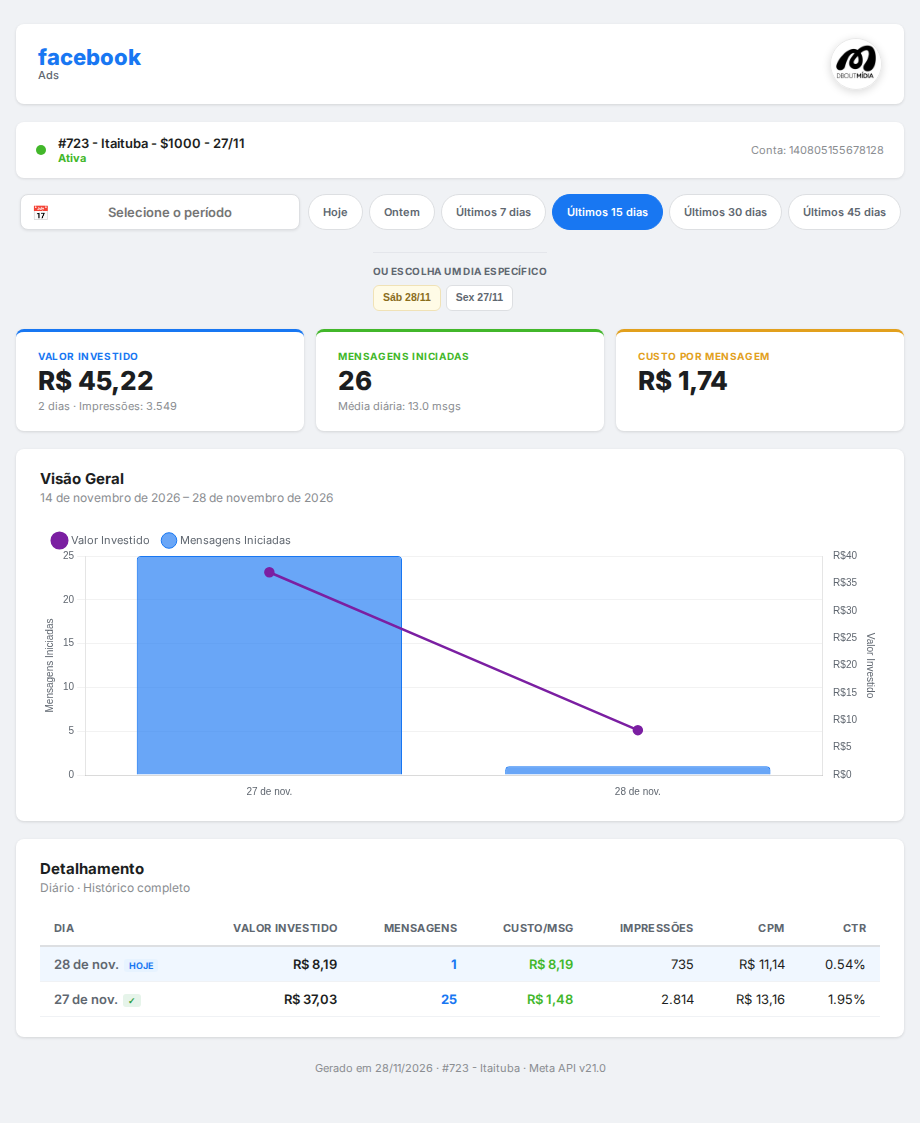 facebook
Ads
DBOUTMÍDIA
#723 - Itaituba - $1000 - 27/11
Ativa
Conta: 140805155678128
Selecione o período
Hoje
Ontem
Últimos 7 dias
Últimos 15 dias
Últimos 30 dias
Últimos 45 dias
OU ESCOLHA UM DIA ESPECÍFICO
Sáb 28/11
Sex 27/11
VALOR INVESTIDO
R$ 45,22
2 dias · Impressões: 3.549
MENSAGENS INICIADAS
26
Média diária: 13.0 msgs
CUSTO POR MENSAGEM
R$ 1,74
Visão Geral
14 de novembro de 2026 – 28 de novembro de 2026
Valor Investido
Mensagens Iniciadas
Mensagens Iniciadas
25
20
15
10
5
0
R$40
R$35
R$30
R$25
R$20
R$15
R$10
R$5
R$0
Valor Investido
27 de nov.
28 de nov.
Detalhamento
Diário · Histórico completo
DIA VALOR INVESTIDO MENSAGENS CUSTO/MSG IMPRESSÕES CPM CTR
28 de nov. HOJE R$ 8,19 1 R$ 8,19 735 R$ 11,14 0.54%
27 de nov. ✓ R$ 37,03 25 R$ 1,48 2.814 R$ 13,16 1.95%
Gerado em 28/11/2026 · #723 - Itaituba · Meta API v21.0